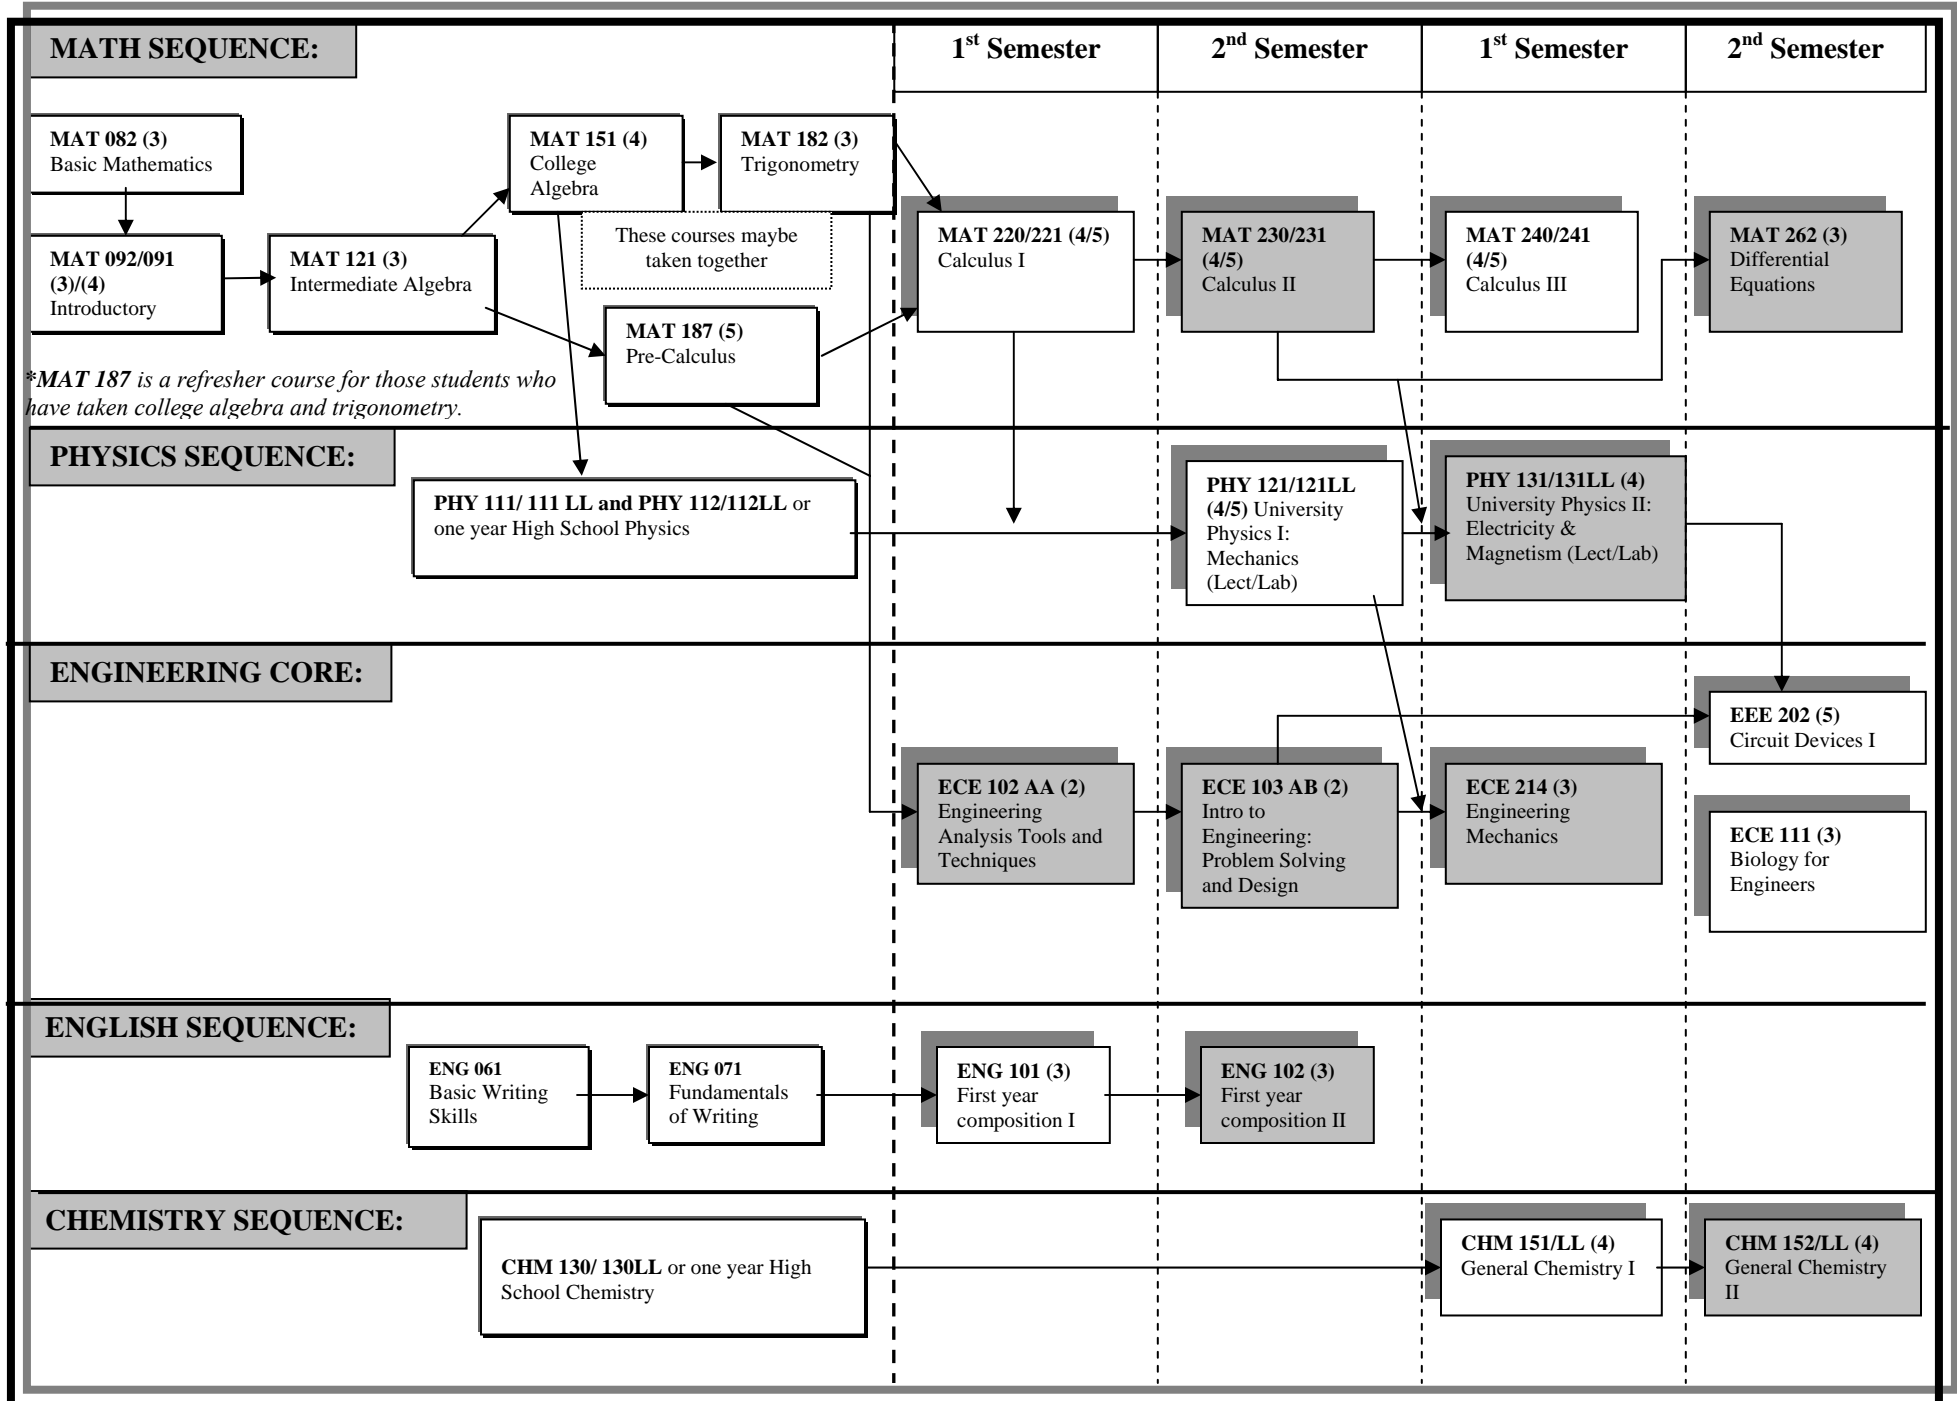 MATH SEQUENCE:
1st Semester
2nd Semester
1st Semester
2nd Semester
MAT 082 (3)
Basic Mathematics
MAT 092/091
(3)/(4)
Introductory
MAT 121 (3)
Intermediate Algebra
MAT 151 (4)
College
Algebra
MAT 182 (3)
Trigonometry
These courses maybe
taken together
MAT 187 (5)
Pre-Calculus
MAT 220/221 (4/5)
Calculus I
MAT 230/231
(4/5)
Calculus II
MAT 240/241
(4/5)
Calculus III
MAT 262 (3)
Differential
Equations
*MAT 187 is a refresher course for those students who
have taken college algebra and trigonometry.
PHYSICS SEQUENCE:
PHY 111/ 111 LL and PHY 112/112LL or
one year High School Physics
PHY 121/121LL
(4/5) University
Physics I:
Mechanics
(Lect/Lab)
PHY 131/131LL (4)
University Physics II:
Electricity &
Magnetism (Lect/Lab)
ENGINEERING CORE:
EEE 202 (5)
Circuit Devices I
ECE 102 AA (2)
Engineering
Analysis Tools and
Techniques
ECE 103 AB (2)
Intro to
Engineering:
Problem Solving
and Design
ECE 214 (3)
Engineering
Mechanics
ECE 111 (3)
Biology for
Engineers
ENGLISH SEQUENCE:
ENG 061
Basic Writing
Skills
ENG 071
Fundamentals
of Writing
ENG 101 (3)
First year
composition I
ENG 102 (3)
First year
composition II
CHEMISTRY SEQUENCE:
CHM 130/ 130LL or one year High
School Chemistry
CHM 151/LL (4)
General Chemistry I
CHM 152/LL (4)
General Chemistry
II